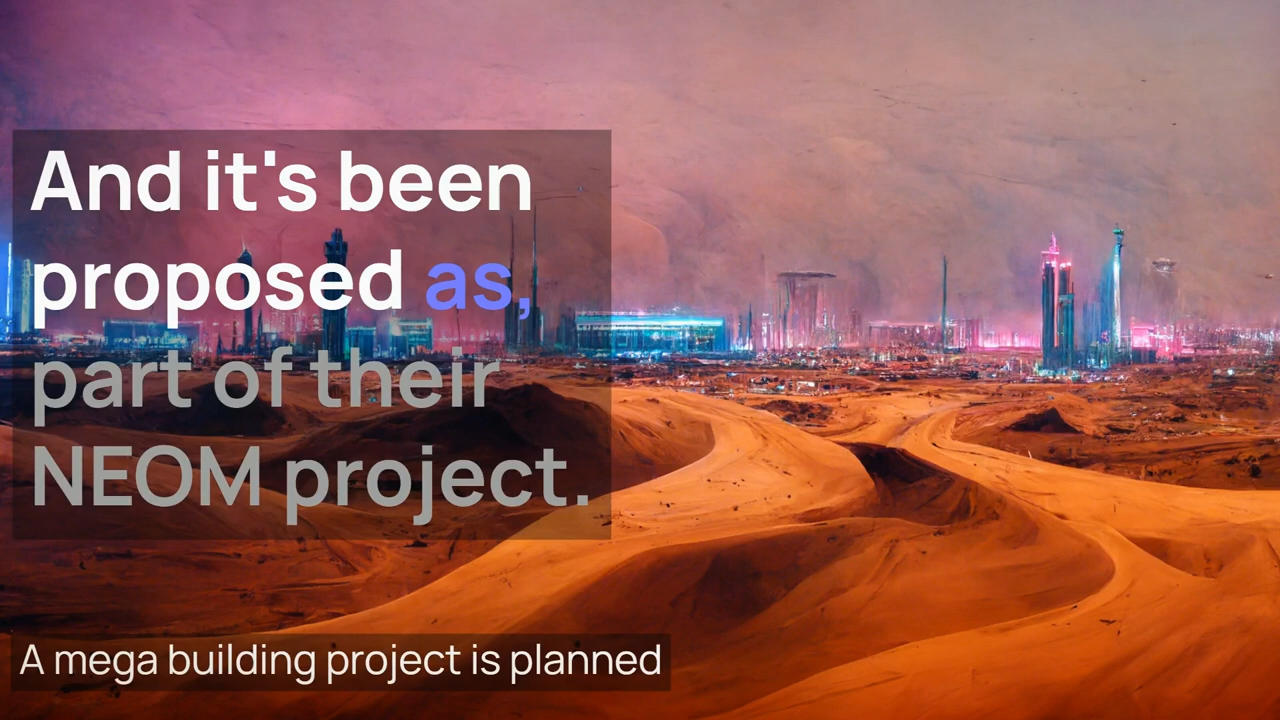 And it's been
proposed as,
part of their
NEOM project.
A mega building project is planned